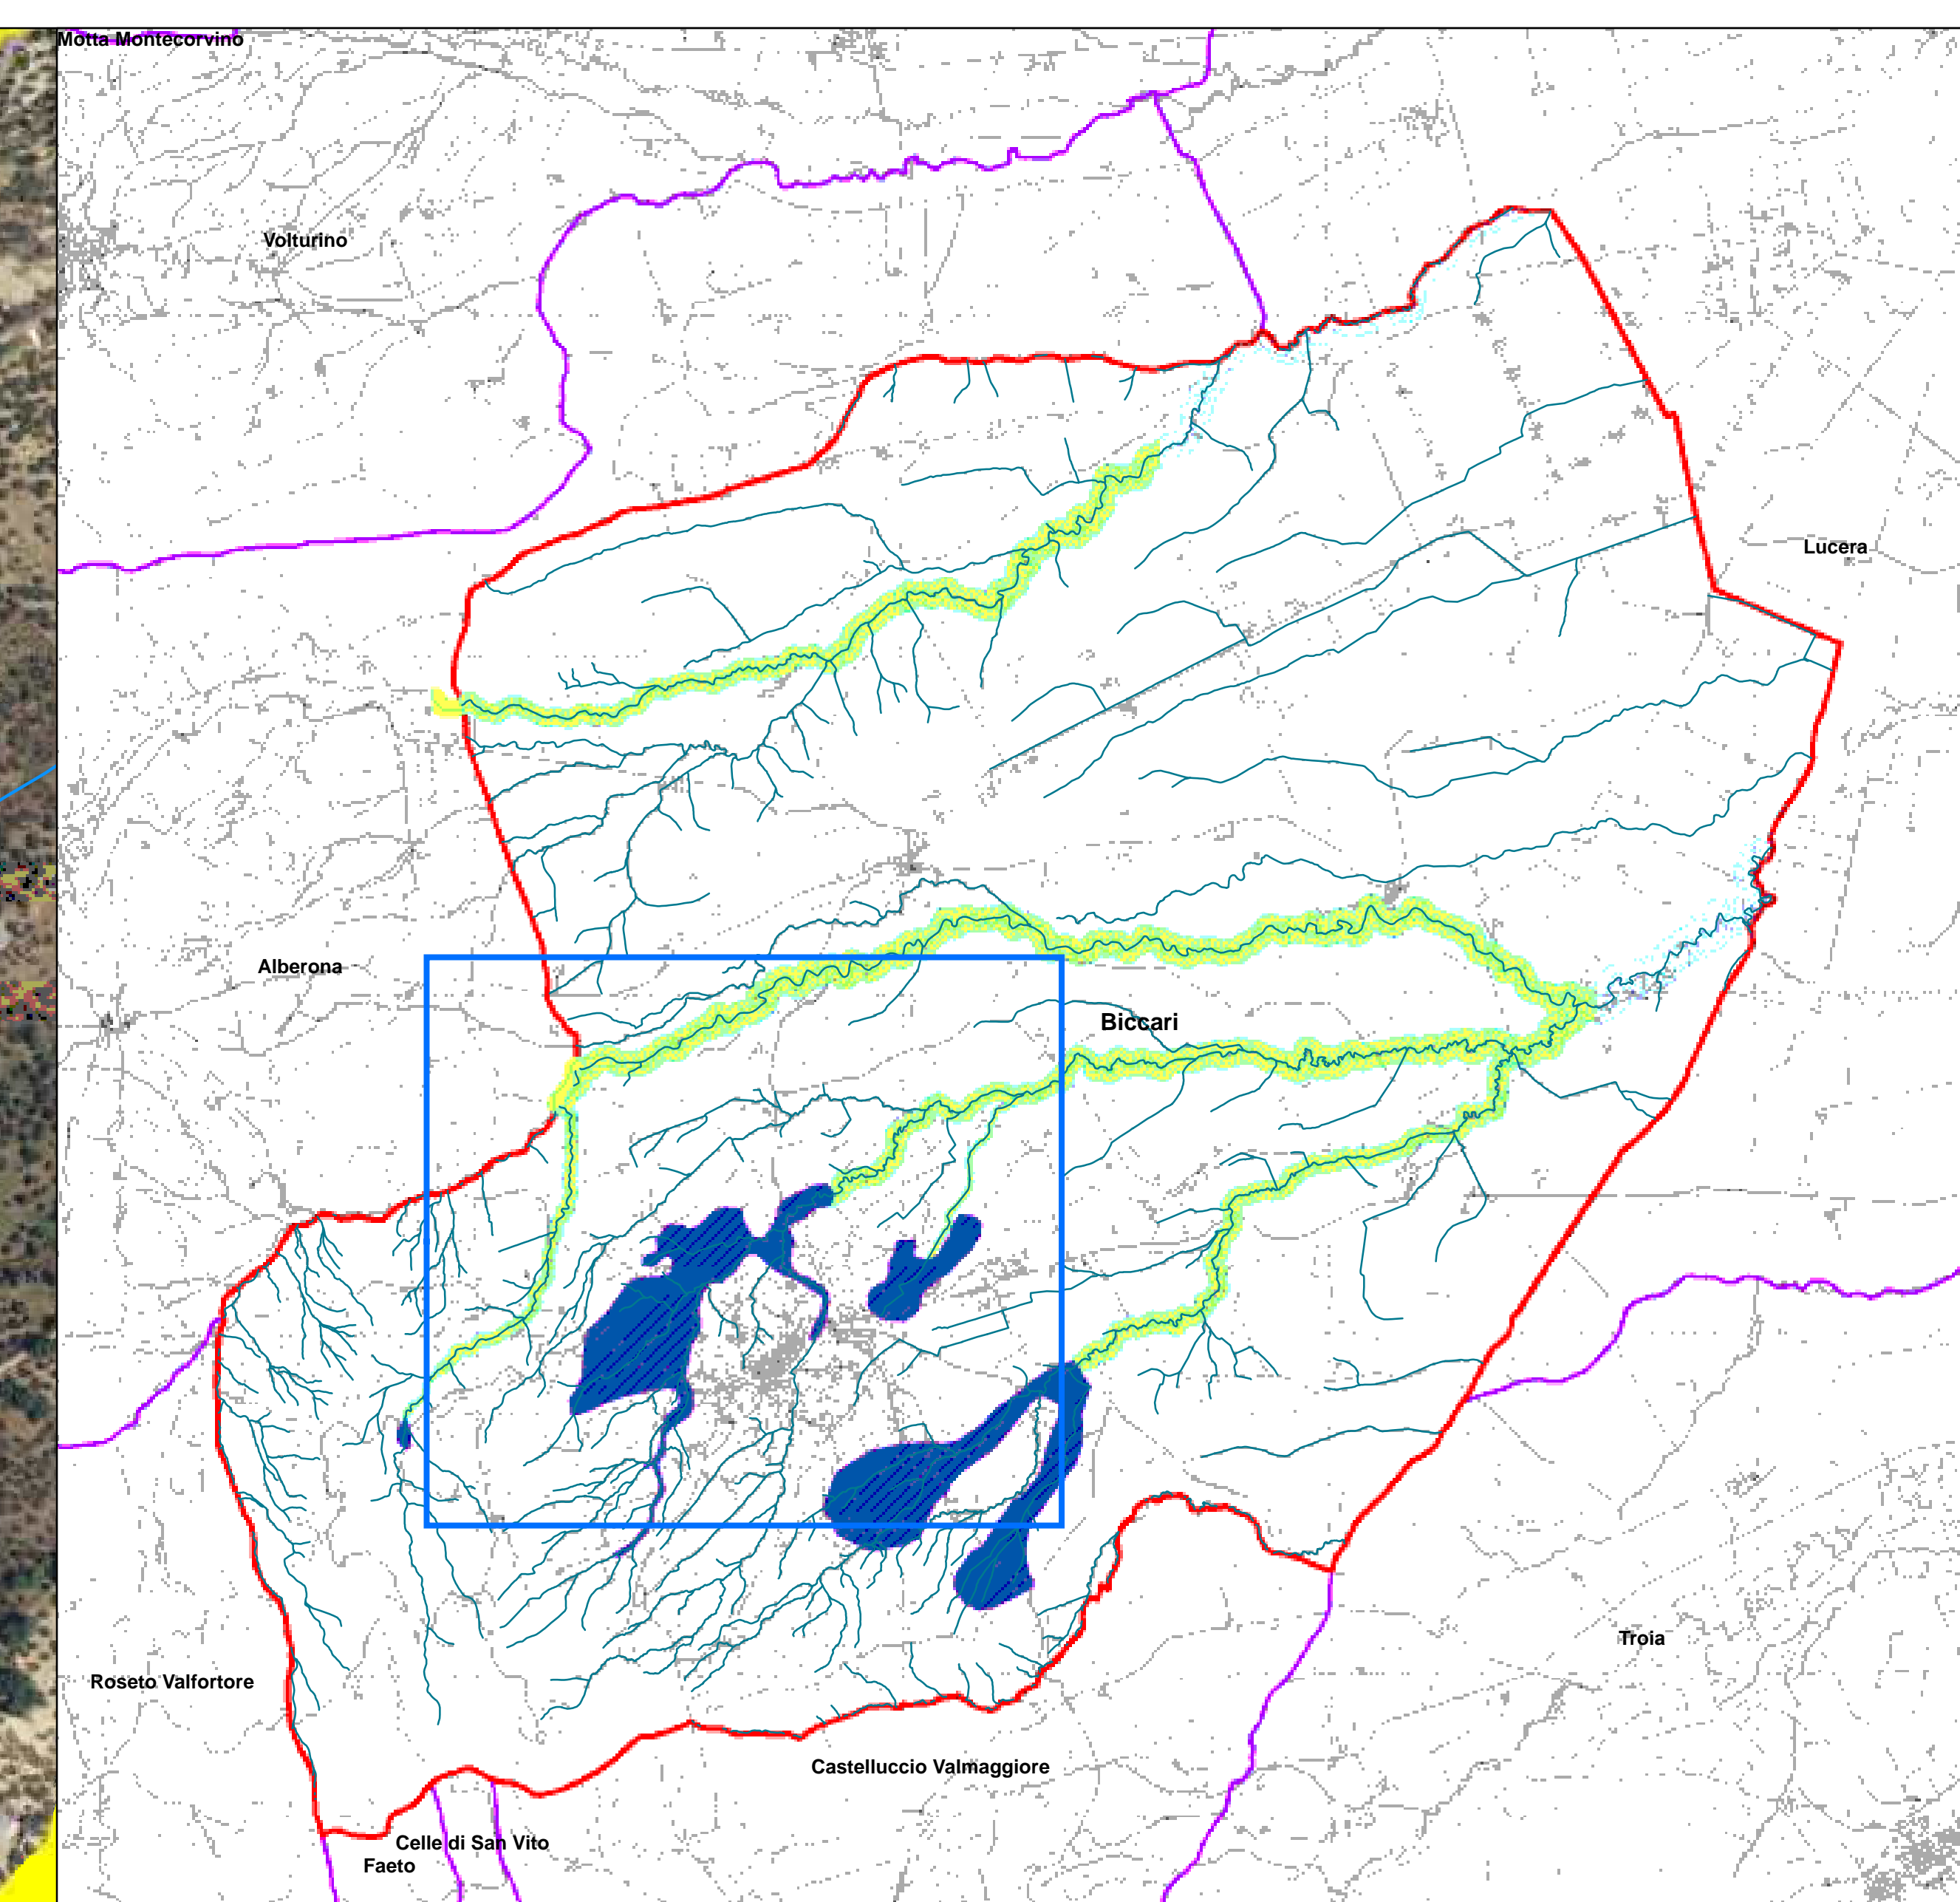 Motta Montecorvino
Volturino
Lucera
Alberona
Biccari
Troia
Roseto Valfortore
Castelluccio Valmaggiore
Celle di San Vito
Faeto